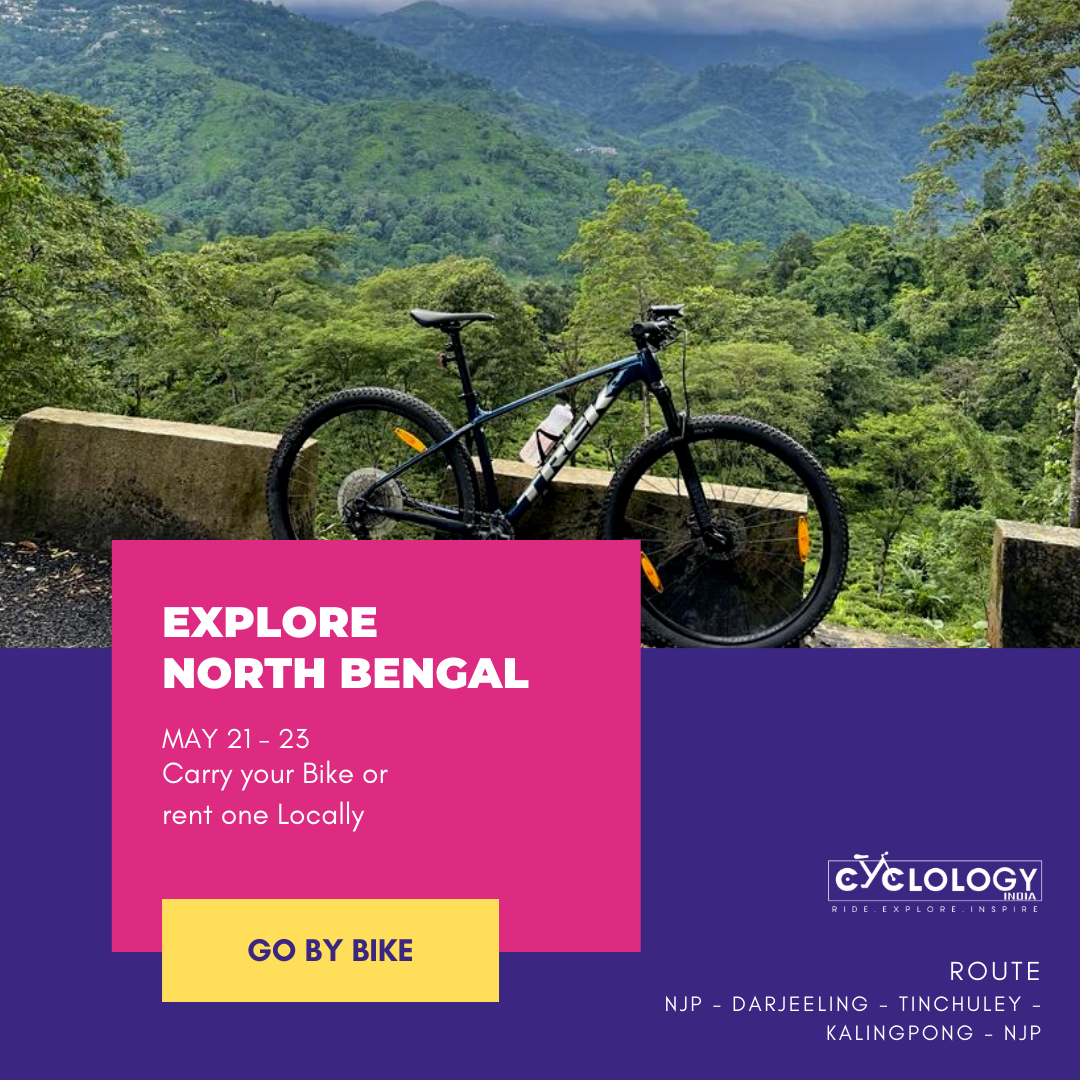 TREK
EXPLORE
NORTH BENGAL
MAY 21 - 23
Carry your Bike or
rent one Locally
GO BY BIKE
CYCLOLOGY
INDIA
RIDE.EXPLORE.INSPIRE
ROUTE
NJP - DARJEELING - TINCHULEY -
KALINGPONG - NJP